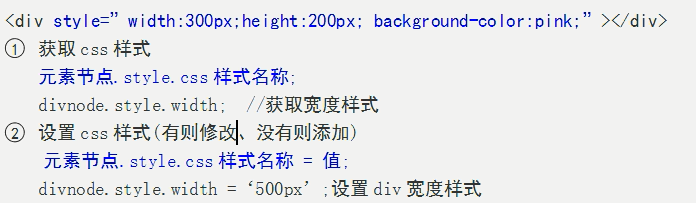 <div style=” width:300px;height:200px; background-color:pink;” ></div>
① 获取 css 样式
元素节点.style.css 样式名称;
divnode.style.width; //获取宽度样式
② 设置 css 样式(有则修改、没有则添加)
元素节点.style.css 样式名称 = 值;
divnode.style.width =‘500px’;设置 div 宽度样式